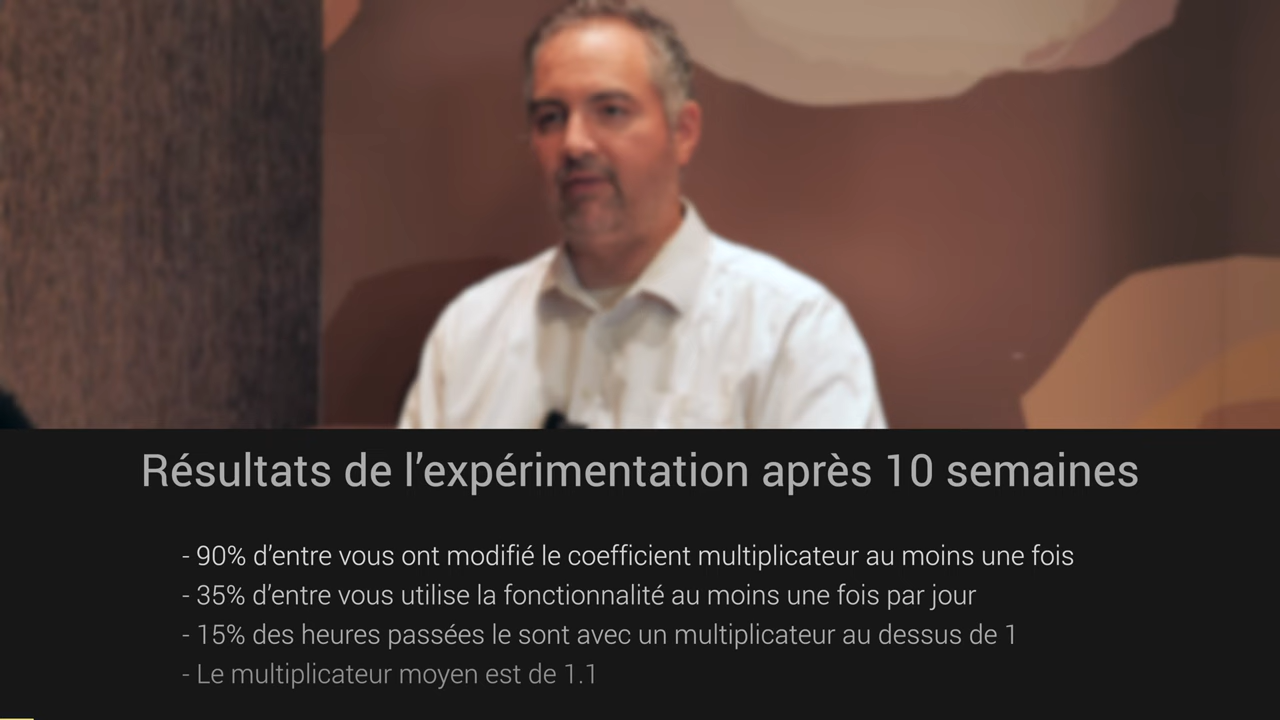 Résultats de l’expérimentation après 10 semaines
- 90% d’entre vous ont modifié le coefficient multiplicateur au moins une fois
- 35% d’entre vous utilise la fonctionnalité au moins une fois par jour
- 15% des heures passées le sont avec un multiplicateur au dessus de 1
- Le multiplicateur moyen est de 1.1